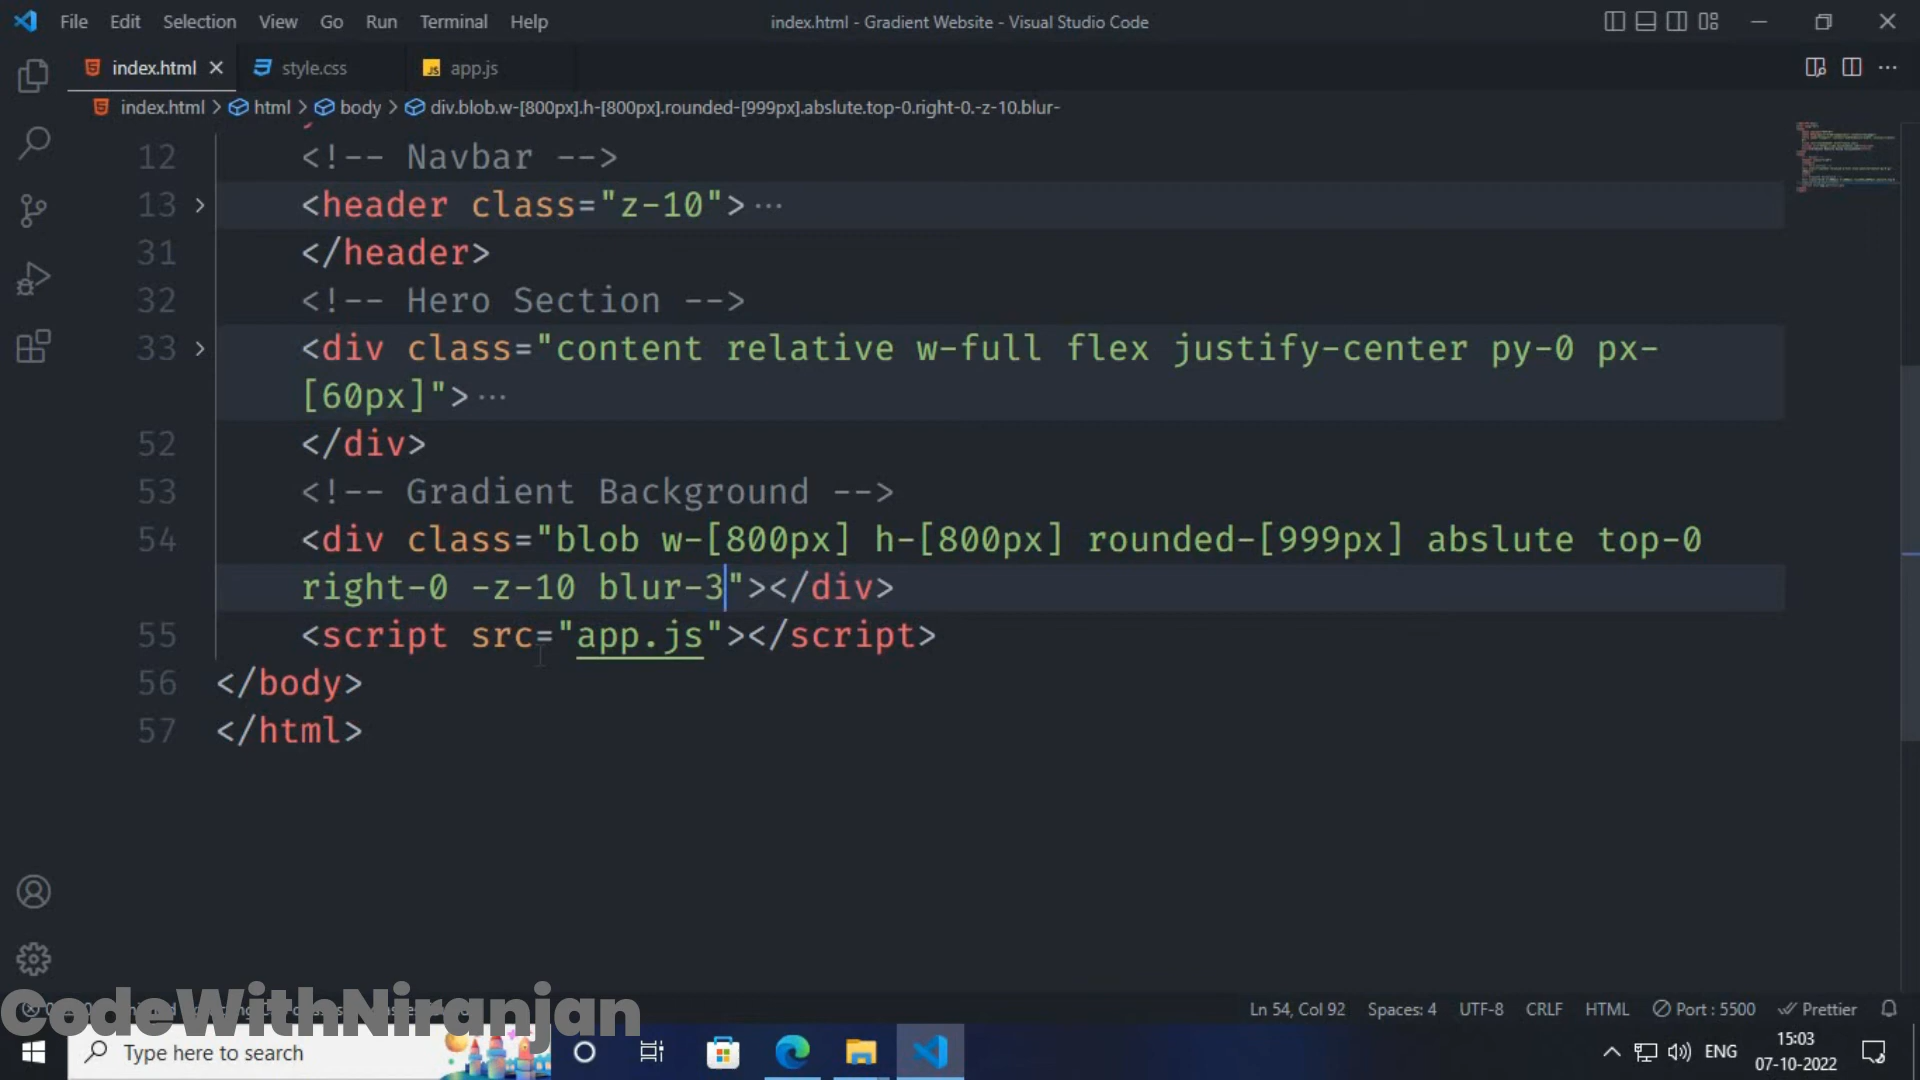 File Edit Selection View Go Run Terminal Help index.html - Gradient Website - Visual Studio Code
index.html style.css JS app.js
index.html > html > body > div.blob.w-[800px].h-[800px].rounded-[999px].abslute.top-0.right-0.-z-10.blur-
12 <!-- Navbar -->
13 <header class="z-10">···
31 </header>
32 <!-- Hero Section -->
33 <div class="content relative w-full flex justify-center py-0 px-
[60px]">···
52 </div>
53 <!-- Gradient Background -->
54 <div class="blob w-[800px] h-[800px] rounded-[999px] abslute top-0
right-0 -z-10 blur-3"></div>
55 <script src="app.js"></script>
56 </body>
57 </html>
CodeWithNiranjan
Ln 54, Col 92 Spaces: 4 UTF-8 CRLF HTML Port : 5500 Prettier
Type here to search
ENG
15:03
07-10-2022